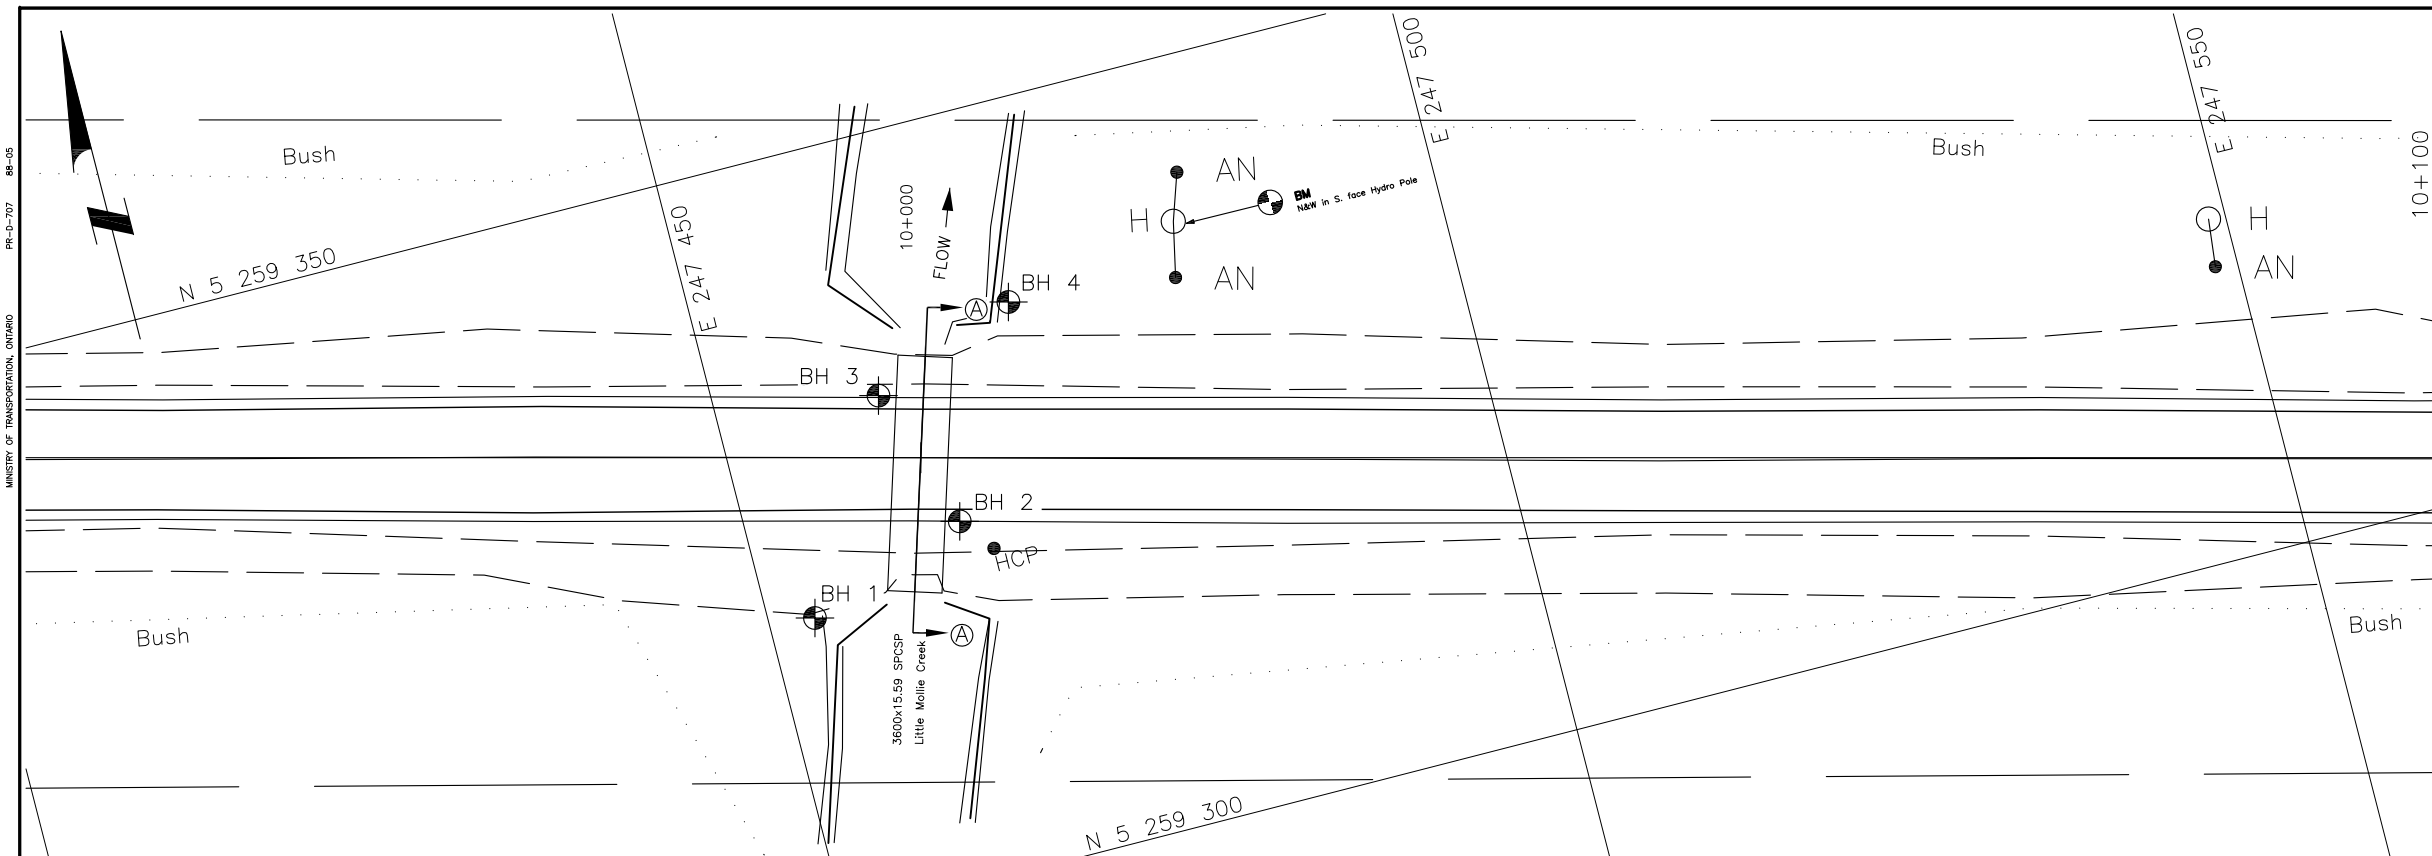 MINISTRY OF TRANSPORTATION, ONTARIO PR-D-707 88-05
Bush
N 5 259 350
E 247 450
10+000
FLOW
A
BH 4
AN
H
BM
N&W in S. face Hydro Pole
AN
E 247 500
E 247 550
Bush
10+100
H
AN
BH 3
BH 2
HCP
BH 1
A
3600x15.59 SPCSP
Little Mollie Creek
Bush
Bush
N 5 259 300